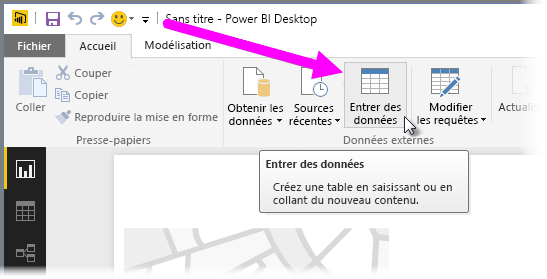 Sans titre - Power BI Desktop
Fichier Accueil Modélisation
Coller
Couper
Copier
Reproduire la mise en forme
Presse-papiers
Obtenir les
données
Sources
récentes
Entrer des
données
Modifier
les requêtes
Données externes
Entrer des données
Créez une table en saisissant ou en
collant du nouveau contenu.